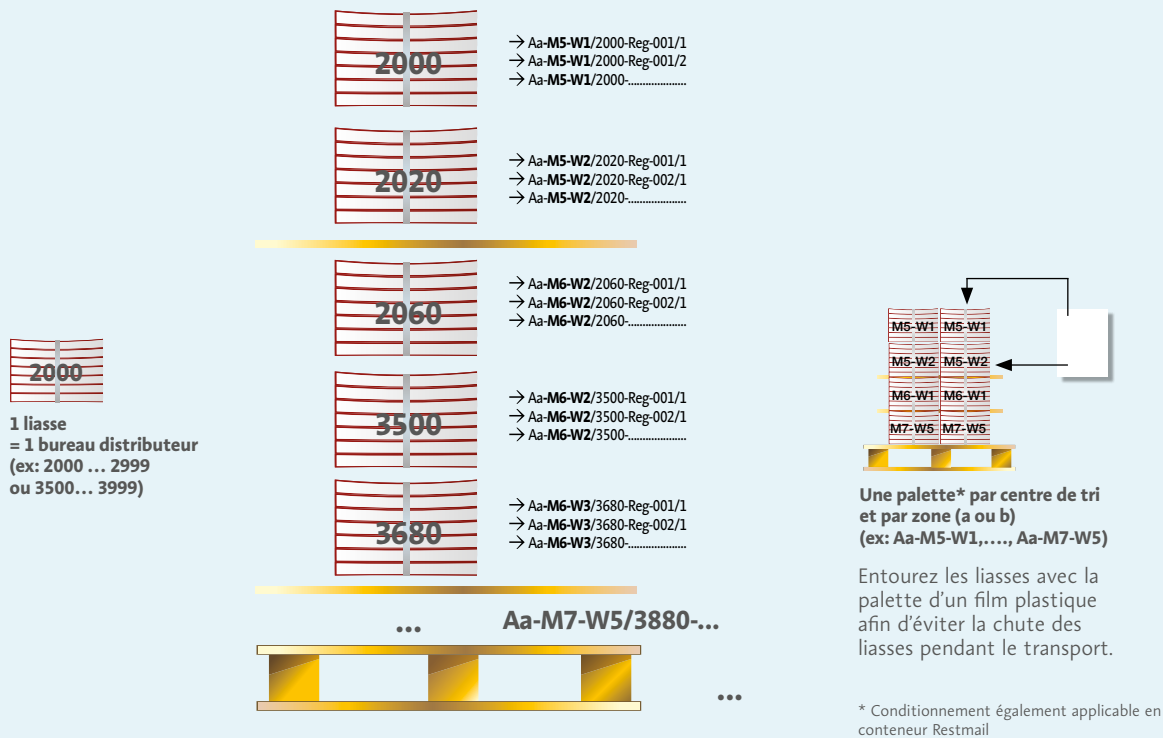 2000
→ Aa-M5-W1/2000-Reg-001/1
→ Aa-M5-W1/2000-Reg-001/2
→ Aa-M5-W1/2000-....................
2020
→ Aa-M5-W2/2020-Reg-001/1
→ Aa-M5-W2/2020-Reg-002/1
→ Aa-M5-W2/2020-....................
2060
→ Aa-M6-W2/2060-Reg-001/1
→ Aa-M6-W2/2060-Reg-002/1
→ Aa-M6-W2/2060-....................
3500
→ Aa-M6-W2/3500-Reg-001/1
→ Aa-M6-W2/3500-Reg-002/1
→ Aa-M6-W2/3500-....................
3680
→ Aa-M6-W3/3680-Reg-001/1
→ Aa-M6-W3/3680-Reg-002/1
→ Aa-M6-W3/3680-....................
... Aa-M7-W5/3880-...
...
2000
1 liasse
= 1 bureau distributeur
(ex: 2000 … 2999
ou 3500… 3999)
M5-W1 M5-W1
M5-W2 M5-W2
M6-W1 M6-W1
M7-W5 M7-W5
Une palette* par centre de tri
et par zone (a ou b)
(ex: Aa-M5-W1,…., Aa-M7-W5)
Entourez les liasses avec la
palette d’un film plastique
afin d’éviter la chute des
liasses pendant le transport.
* Conditionnement également applicable en
conteneur Restmail